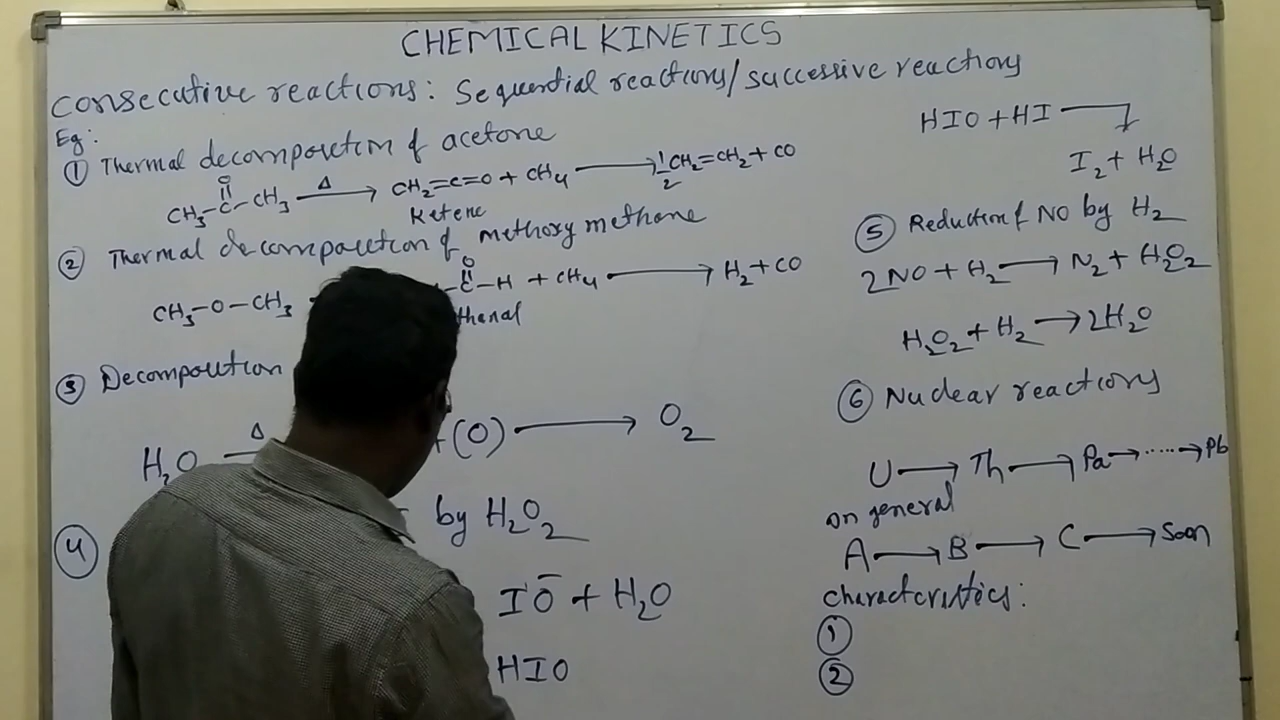 CHEMICAL KINETICS
Consecutive reactions: Sequential reactions/successive reactions
Eg:
① Thermal decomposition of acetone
O
CH3-C-CH3 Δ → CH2=C=O + CH4 → 1/2 CH2=CH2 + CO
Ketene
② Thermal decomposition of methoxy methane
O
CH3-O-CH3 -C-H + CH4 → H2 + CO
③ Decomposition
H2O Δ +(O) → O2
④ by H2O2
IO- + H2O
HIO
HIO + HI →
I2 + H2O
⑤ Reduction of NO by H2
2NO + H2 → N2 + H2O2
H2O2 + H2 → 2H2O
⑥ Nuclear reactions
U → Th → Pa → ..... → Pb
on general
A → B → C → Soon
characteristics:
①
②